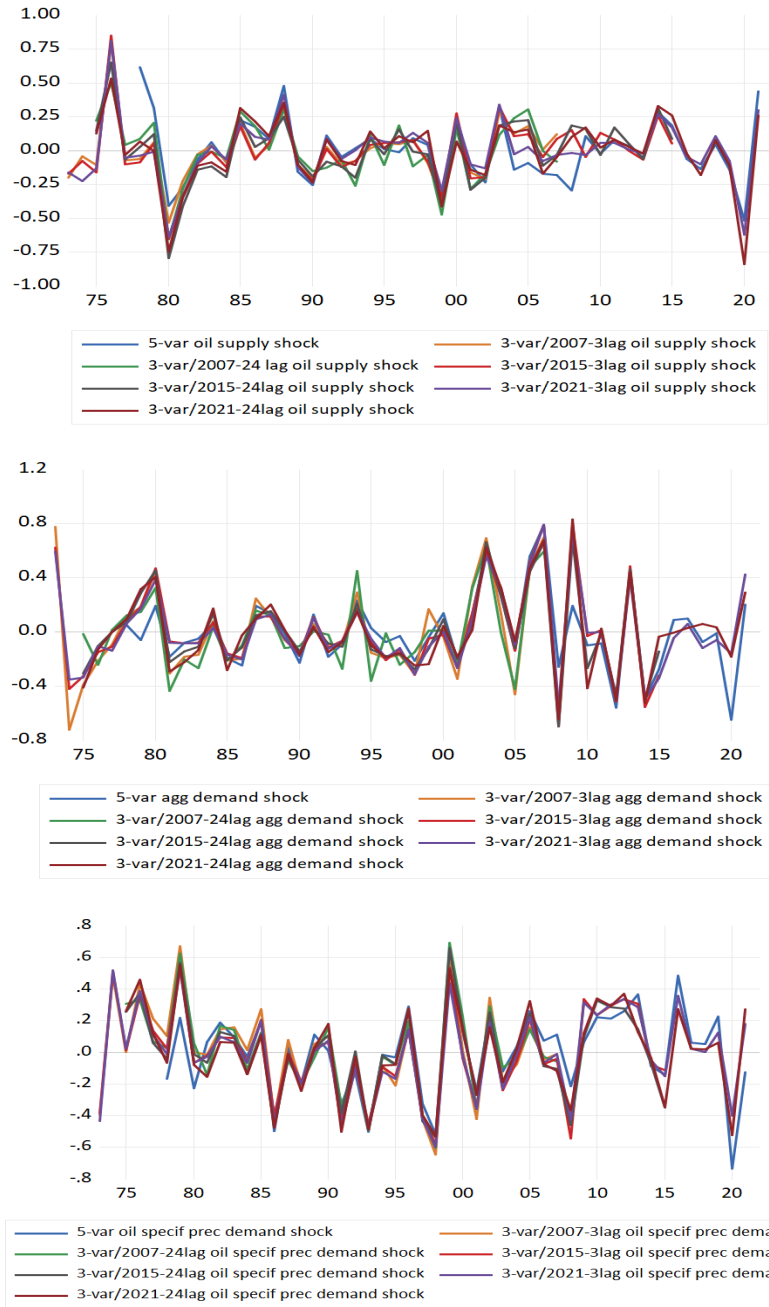 1.00
0.75
0.50
0.25
0.00
-0.25
-0.50
-0.75
-1.00
75 80 85 90 95 00 05 10 15 20
5-var oil supply shock 3-var/2007-3lag oil supply shock
3-var/2007-24 lag oil supply shock 3-var/2015-3lag oil supply shock
3-var/2015-24lag oil supply shock 3-var/2021-3lag oil supply shock
3-var/2021-24lag oil supply shock
1.2
0.8
0.4
0.0
-0.4
-0.8
75 80 85 90 95 00 05 10 15 20
5-var agg demand shock 3-var/2007-3lag agg demand shock
3-var/2007-24lag agg demand shock 3-var/2015-3lag agg demand shock
3-var/2015-24lag agg demand shock 3-var/2021-3lag agg demand shock
3-var/2021-24lag agg demand shock
.8
.6
.4
.2
.0
-.2
-.4
-.6
-.8
75 80 85 90 95 00 05 10 15 20
5-var oil specif prec demand shock 3-var/2007-3lag oil specif prec dema
3-var/2007-24lag oil specif prec demand shock 3-var/2015-3lag oil specif prec dema
3-var/2015-24lag oil specif prec demand shock 3-var/2021-3lag oil specif prec dema
3-var/2021-24lag oil specif prec demand shock